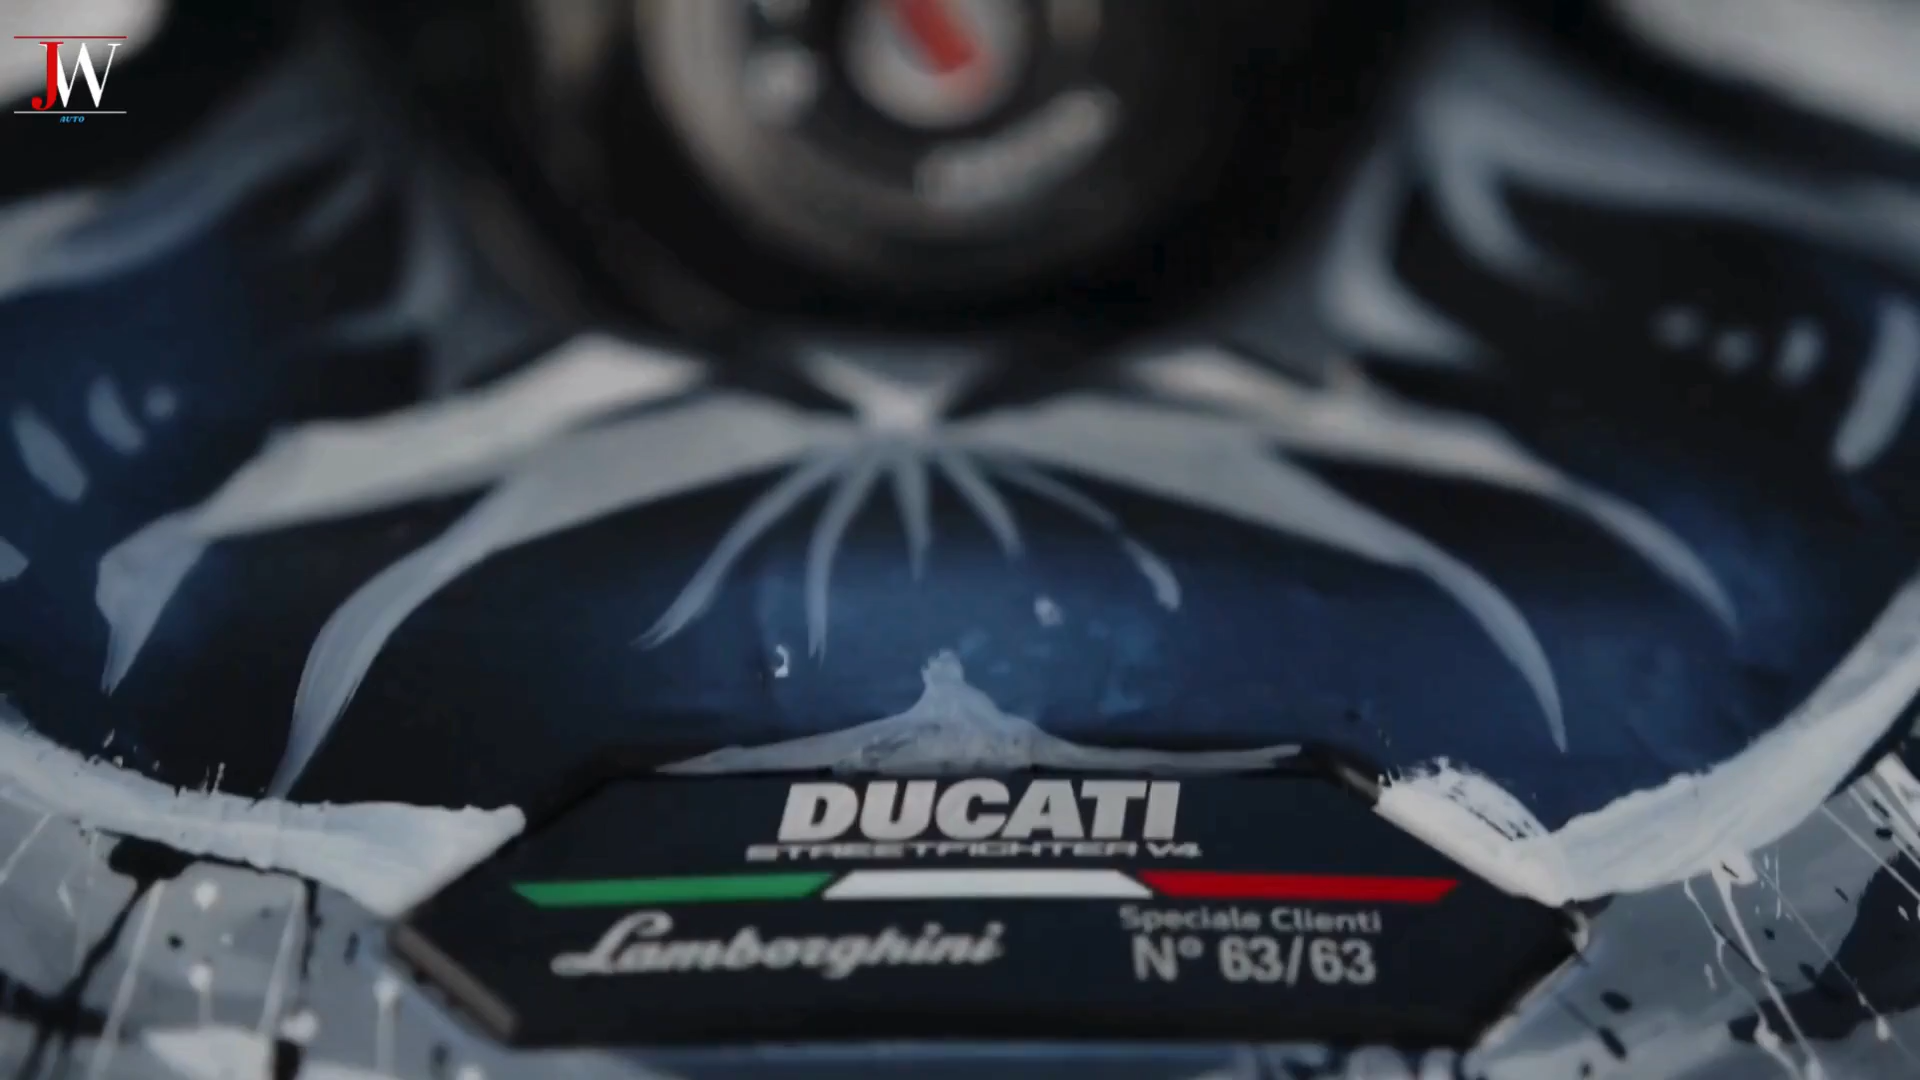 JW
AUTO
DUCATI
STREETFIGHTER V4
Lamborghini
Speciale Clienti
N° 63/63